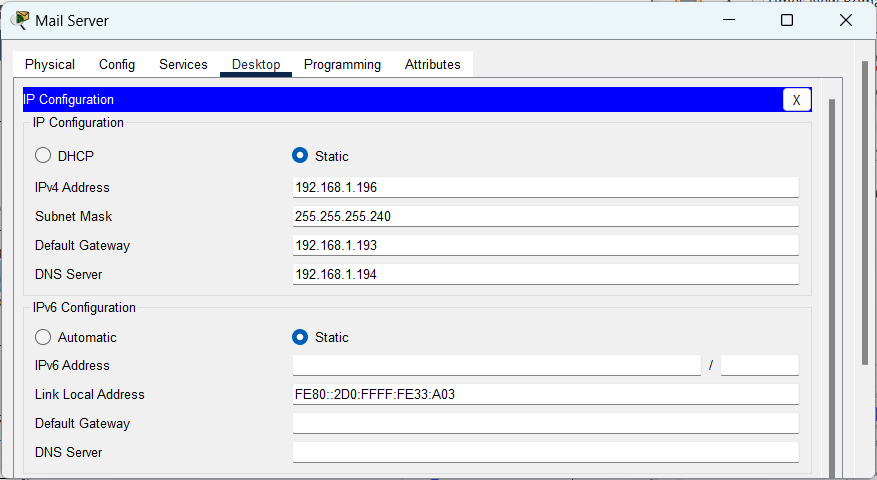 Mail Server
Physical Config Services Desktop Programming Attributes
IP Configuration X
IP Configuration
DHCP Static
IPv4 Address 192.168.1.196
Subnet Mask 255.255.255.240
Default Gateway 192.168.1.193
DNS Server 192.168.1.194
IPv6 Configuration
Automatic Static
IPv6 Address /
Link Local Address FE80::2D0:FFFF:FE33:A03
Default Gateway
DNS Server